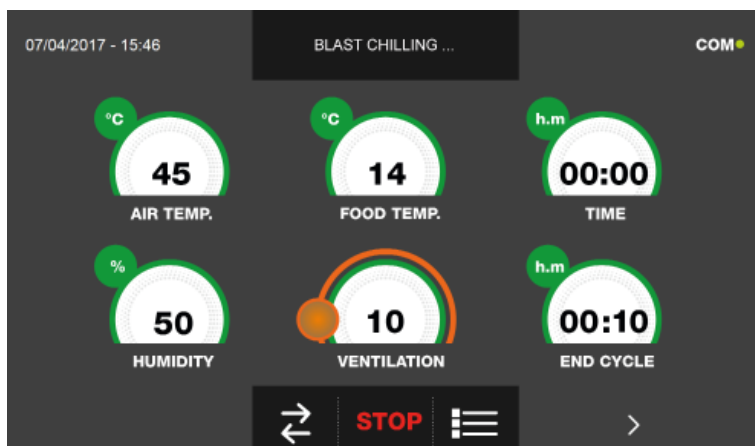 07/04/2017 - 15:46
BLAST CHILLING ...
COM
°C
45
AIR TEMP.
°C
14
FOOD TEMP.
h.m
00:00
TIME
%
50
HUMIDITY
10
VENTILATION
h.m
00:10
END CYCLE
STOP